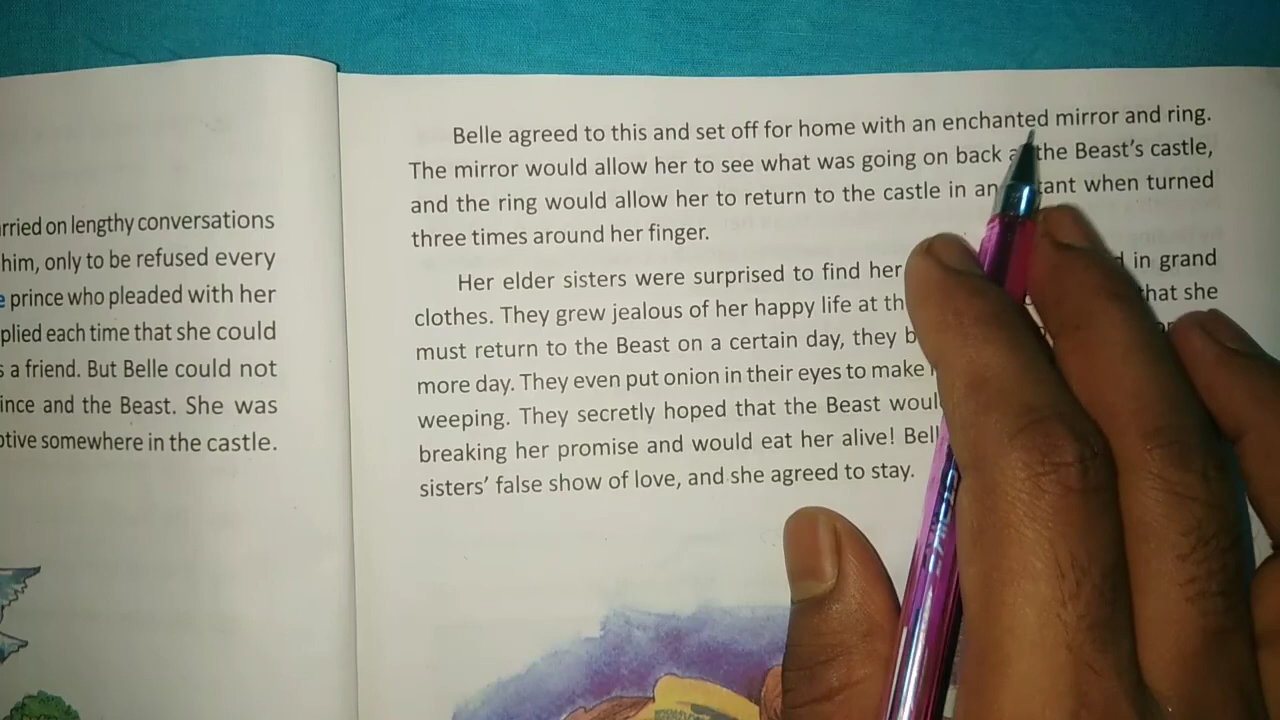 rried on lengthy conversations
him, only to be refused every
prince who pleaded with her
plied each time that she could
s a friend. But Belle could not
ince and the Beast. She was
ptive somewhere in the castle.
Belle agreed to this and set off for home with an enchanted mirror and ring.
The mirror would allow her to see what was going on back the Beast's castle,
and the ring would allow her to return to the castle in an tant when turned
three times around her finger.
Her elder sisters were surprised to find her in grand
clothes. They grew jealous of her happy life at that she
must return to the Beast on a certain day, they
more day. They even put onion in their eyes to make
weeping. They secretly hoped that the Beast
breaking her promise and would eat her alive!
sisters' false show of love, and she agreed to stay.